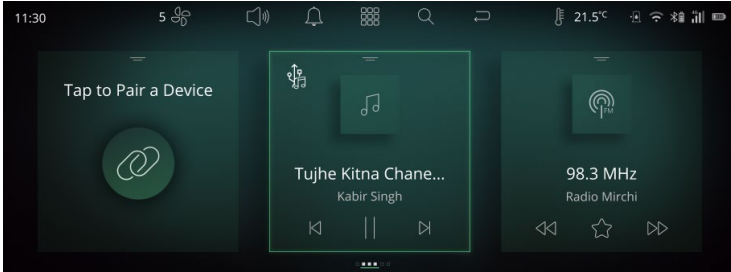 11:30
5
21.5°C
4G
Tap to Pair a Device
Tujhe Kitna Chane...
Kabir Singh
FM
98.3 MHz
Radio Mirchi